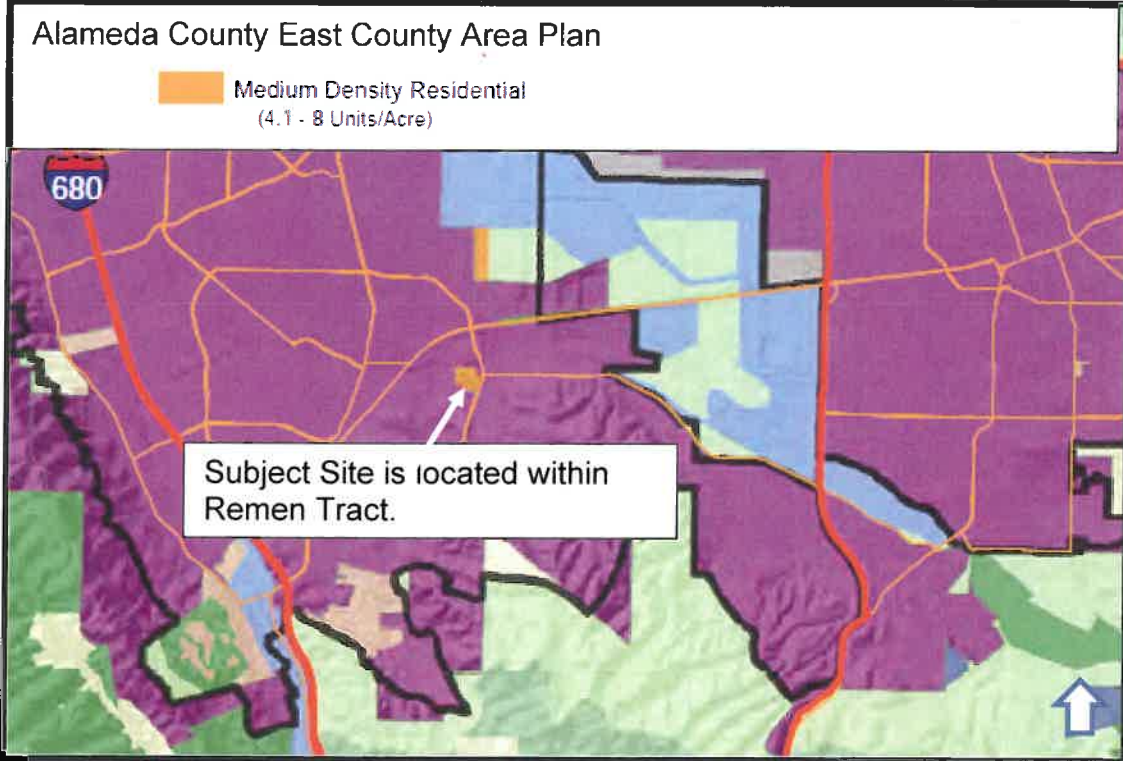 Alameda County East County Area Plan
Medium Density Residential
(4.1 - 8 Units/Acre)
680
Subject Site is located within
Remen Tract.